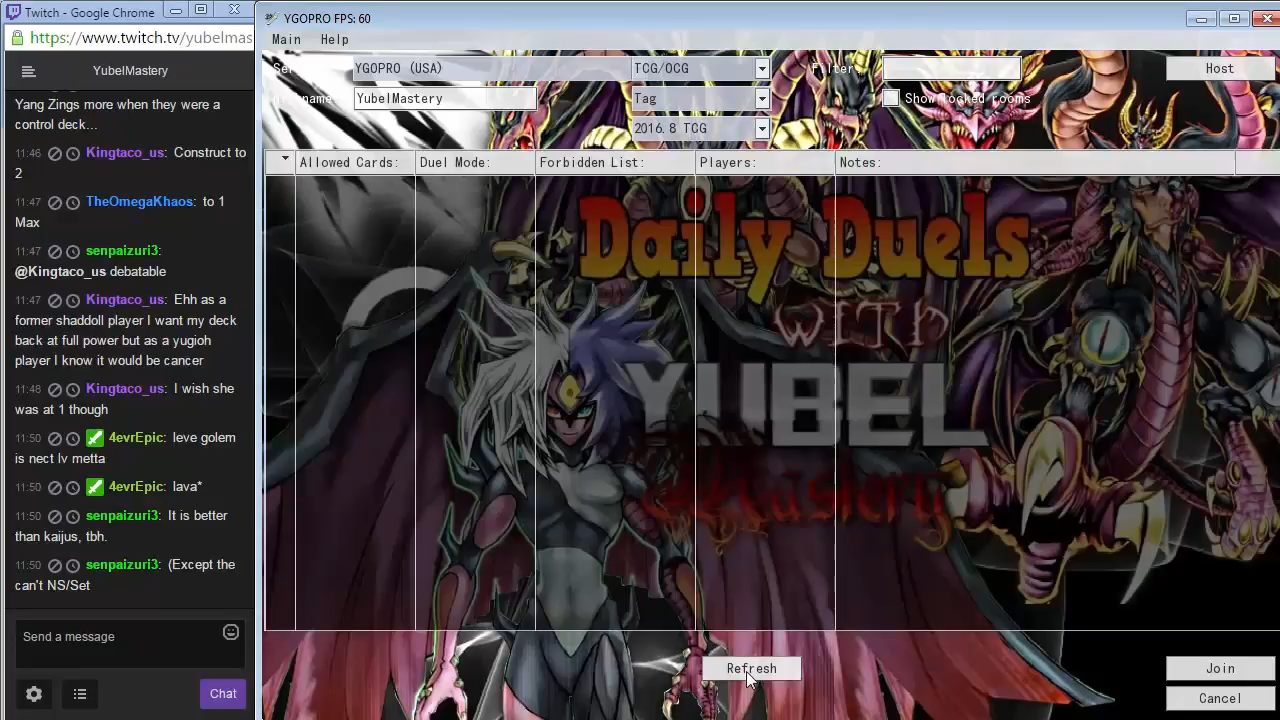 Twitch - Google Chrome
https://www.twitch.tv/yubelmas
YubelMastery
Yang Zings more when they were a
control deck...
11:46 Kingtaco_us: Construct to
2
11:47 TheOmegaKhaos: to 1
Max
11:47 senpaizuri3:
@Kingtaco_us debatable
11:47 Kingtaco_us: Ehh as a
former shaddoll player I want my deck
back at full power but as a yugioh
player I know it would be cancer
11:48 Kingtaco_us: I wish she
was at 1 though
11:50 4evrEpic: leve golem
is nect lv metta
11:50 4evrEpic: lava*
11:50 senpaizuri3: It is better
than kaijus, tbh.
11:50 senpaizuri3: (Except the
can't NS/Set
Send a message
Chat
YGOPRO FPS: 60
Main Help
YGOPRO (USA) TCG/OCG Filter: Host
YubelMastery Tag Show locked rooms
2016.8 TCG
Allowed Cards: Duel Mode: Forbidden List: Players: Notes:
Daily Duels
WITH
YUBEL
Mastery
Refresh
Join
Cancel